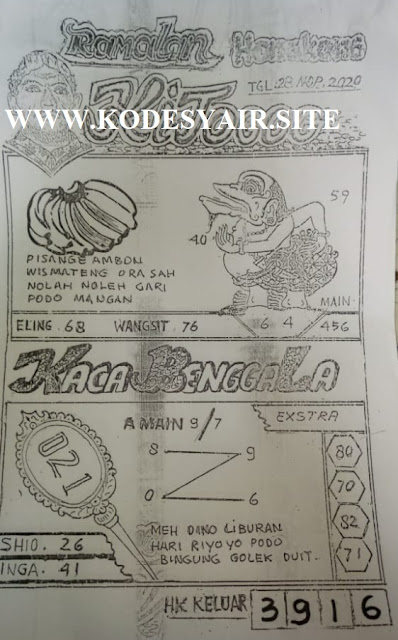 Ramalan Hongkong
TGL. 28 NOP. 2020
Ki Jowo
WWW.KODESYAIR.SITE
59
40
PISANGE AMBON
WISMATENG ORA SAH
NOLAH NOLEH GARI
PODO MANGAN
MAIN
ELING. 68 WANGSIT. 76 6 4 456
KACA BENGGALA
A MAIN 9/7
EXSTRA
021
8 9
0 6
80
70
82
71
MEH DINO LIBURAN
HARI RIYOYO PODO
BINGUNG GOLEK DUIT.
SHIO. 26
INGA. 41
HK KELUAR 3 9 1 6